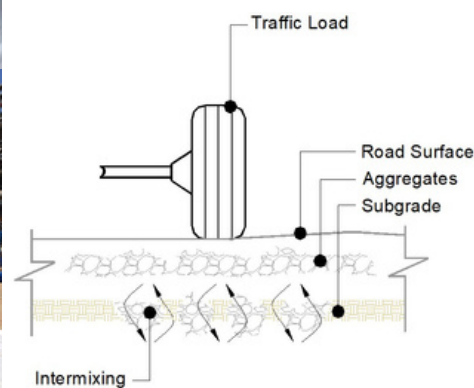 Traffic Load
Road Surface
Aggregates
Subgrade
Intermixing